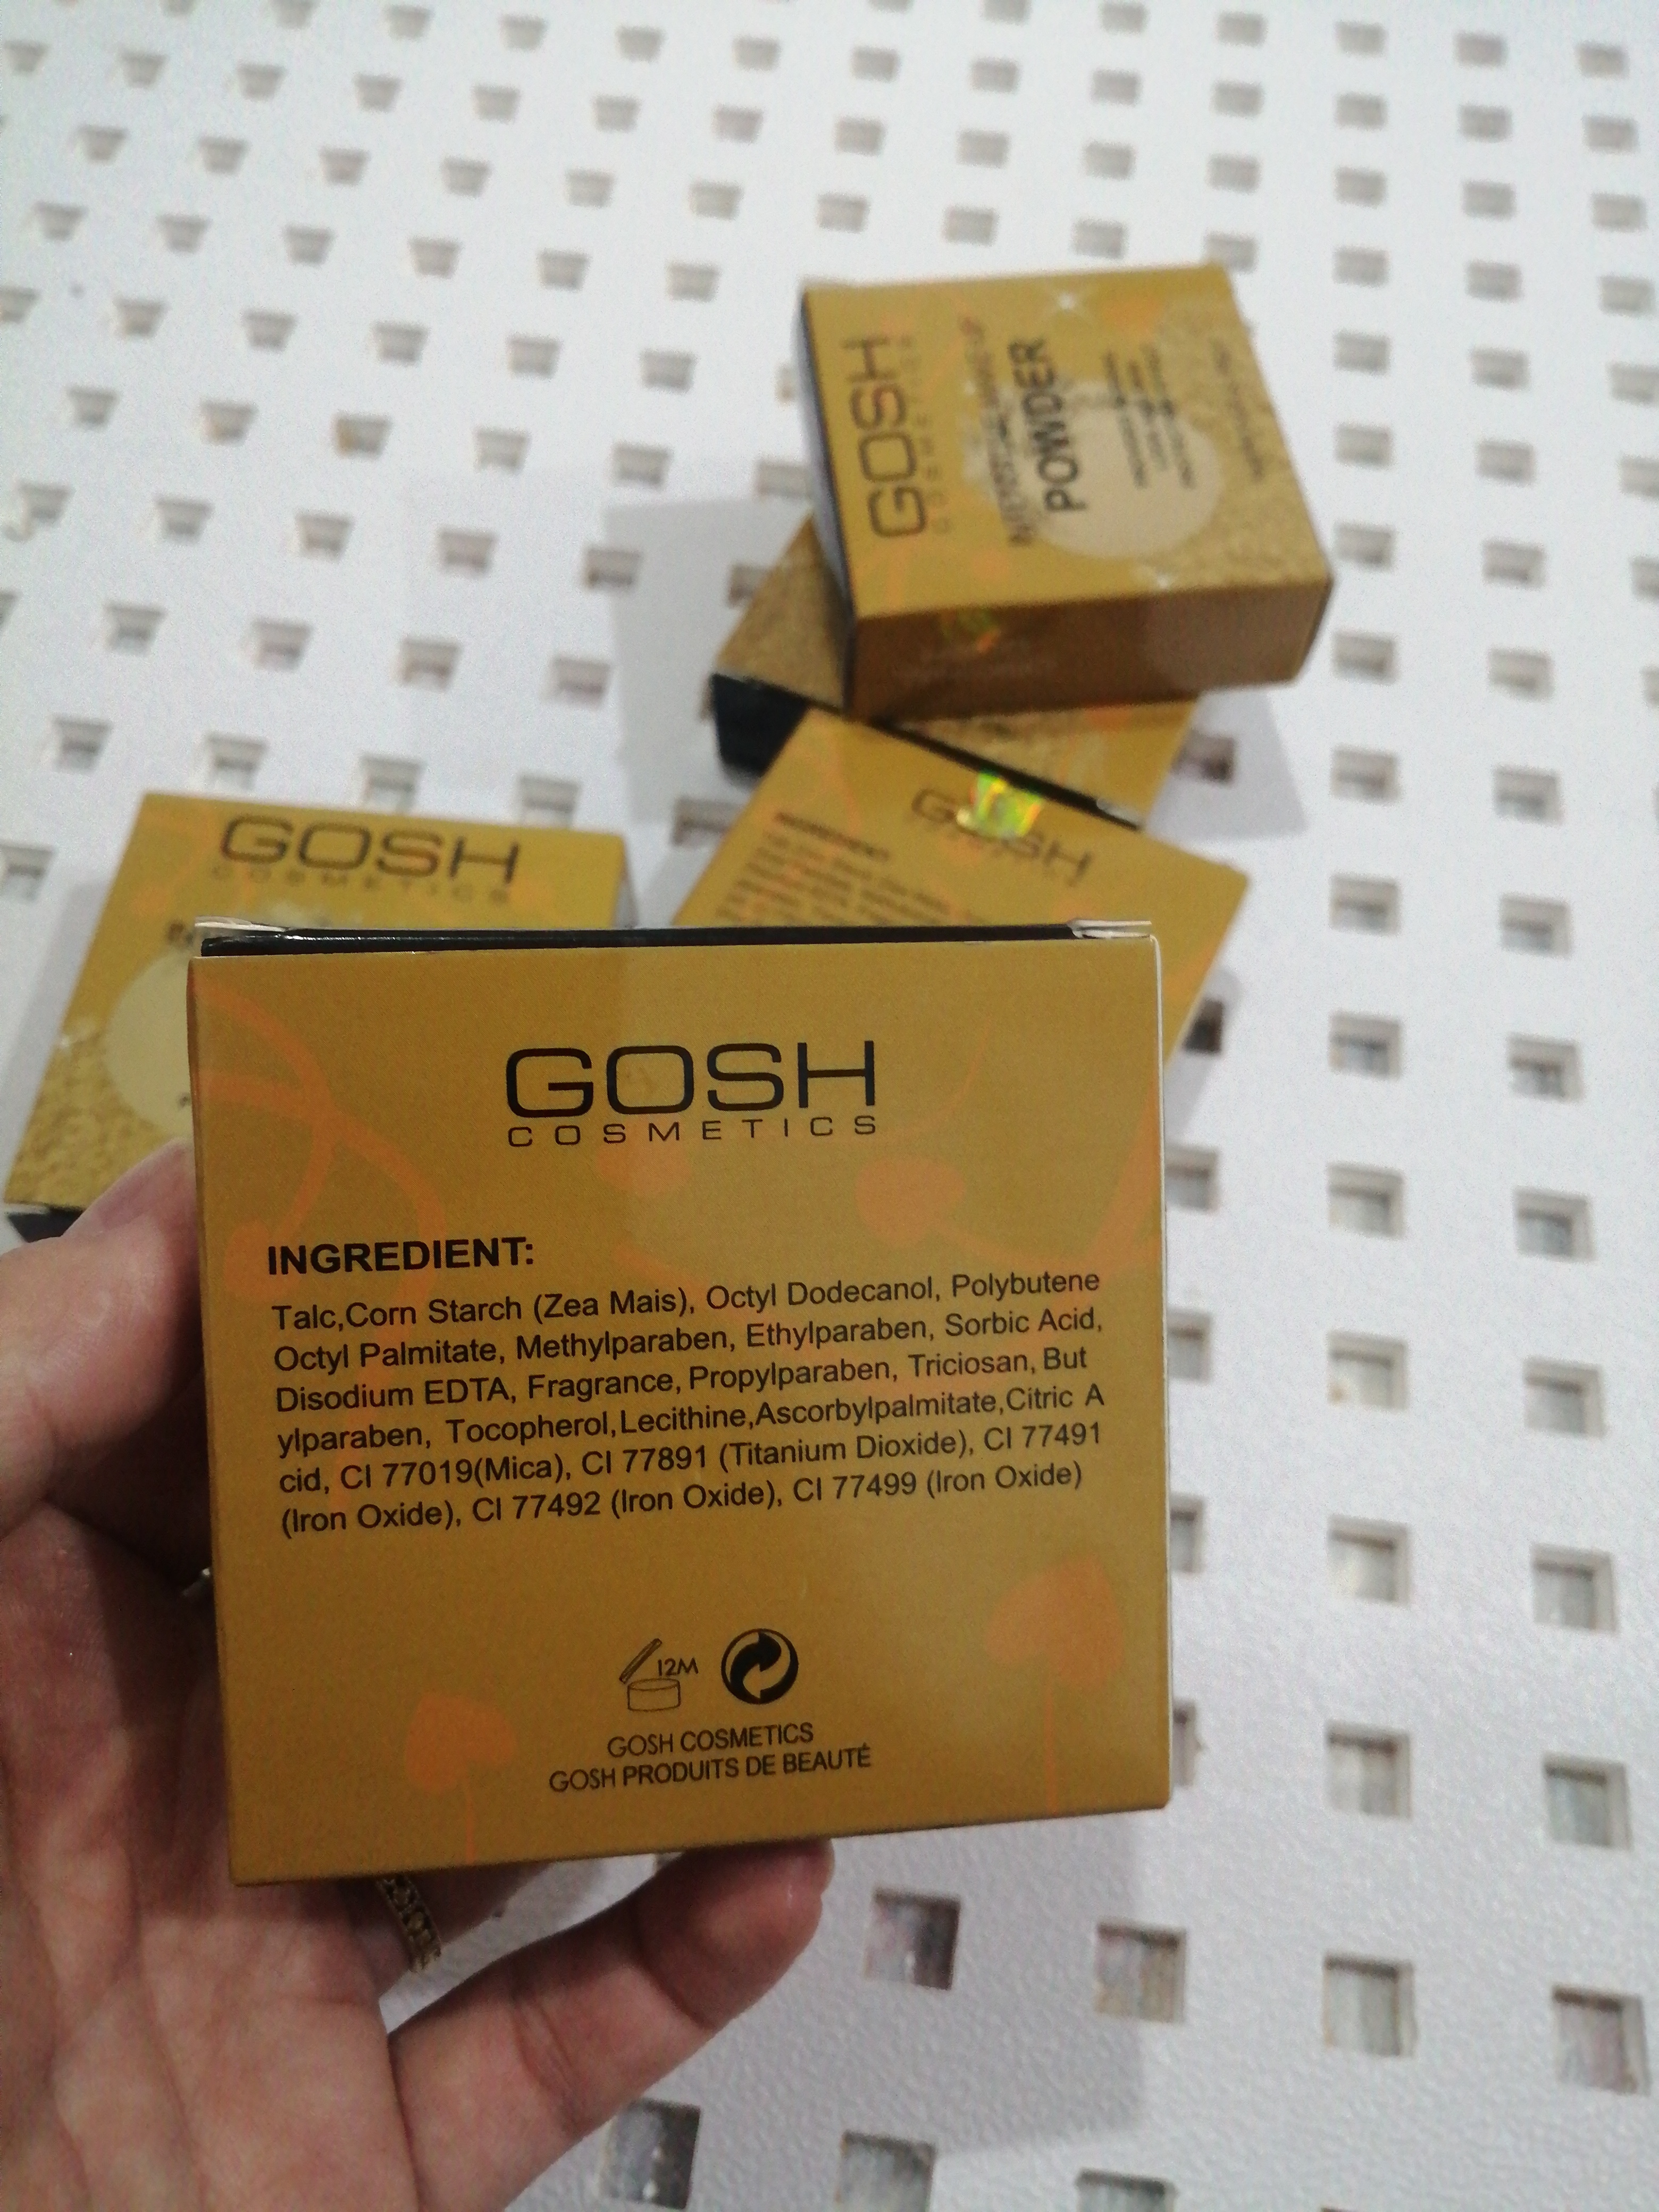 GOSH
COSMETICS
POWDER
GOSH
INGREDIENT:
GOSH
COSMETICS
GOSH
COSMETICS
INGREDIENT:
Talc,Corn Starch (Zea Mais), Octyl Dodecanol, Polybutene
Octyl Palmitate, Methylparaben, Ethylparaben, Sorbic Acid,
Disodium EDTA, Fragrance, Propylparaben, Triciosan, But
ylparaben, Tocopherol,Lecithine,Ascorbylpalmitate,Citric A
cid, CI 77019(Mica), CI 77891 (Titanium Dioxide), CI 77491
(Iron Oxide), CI 77492 (Iron Oxide), CI 77499 (Iron Oxide)
12M
GOSH COSMETICS
GOSH PRODUITS DE BEAUTÉ